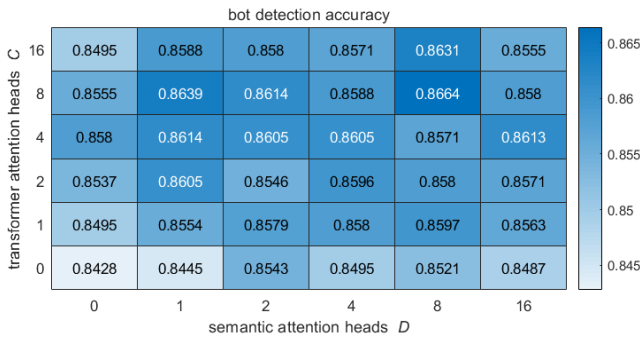 bot detection accuracy
transformer attention heads C
16 0.8495 0.8588 0.858 0.8571 0.8631 0.8555
8 0.8555 0.8639 0.8614 0.8588 0.8664 0.858
4 0.858 0.8614 0.8605 0.8605 0.8571 0.8613
2 0.8537 0.8605 0.8546 0.8596 0.858 0.8571
1 0.8495 0.8554 0.8579 0.858 0.8597 0.8563
0 0.8428 0.8445 0.8543 0.8495 0.8521 0.8487
0 1 2 4 8 16
semantic attention heads D
0.865
0.86
0.855
0.85
0.845